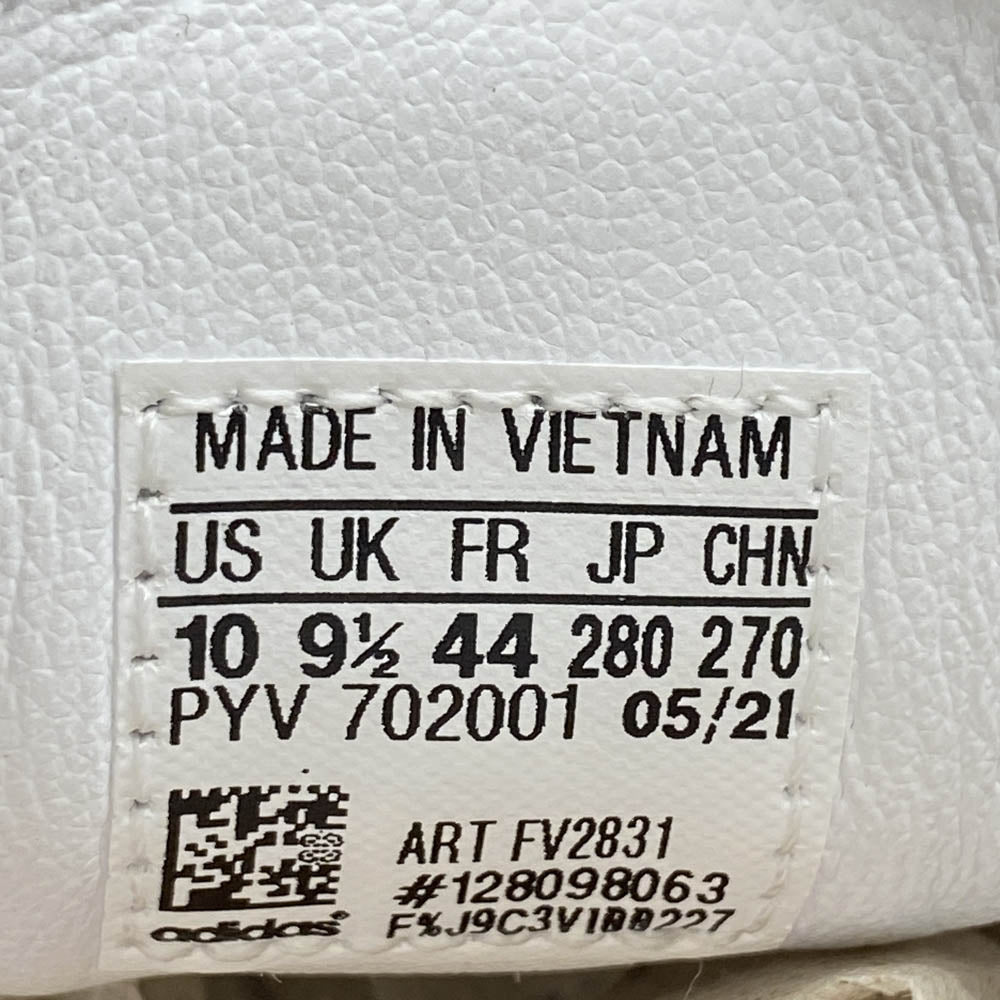 MADE IN VIETNAM
US UK FR JP CHN
10 9½ 44 280 270
PYV 702001 05/21
ART FV2831
#128098063
adidas®